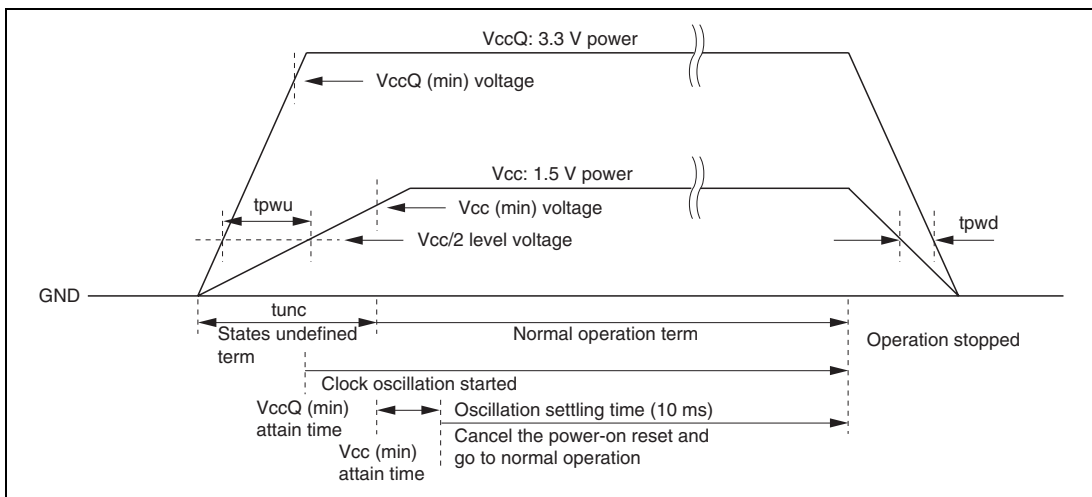 VccQ: 3.3 V power
VccQ (min) voltage
Vcc: 1.5 V power
tpwu
Vcc (min) voltage
tpwd
Vcc/2 level voltage
GND
tunc
States undefined
term
Normal operation term
Operation stopped
Clock oscillation started
VccQ (min)
attain time
Oscillation settling time (10 ms)
Cancel the power-on reset and
go to normal operation
Vcc (min)
attain time